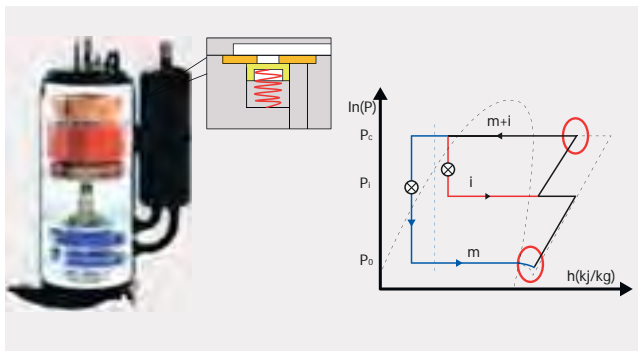 ln(P)
m+i
Pc
Pi
i
P₀
m
h(kj/kg)